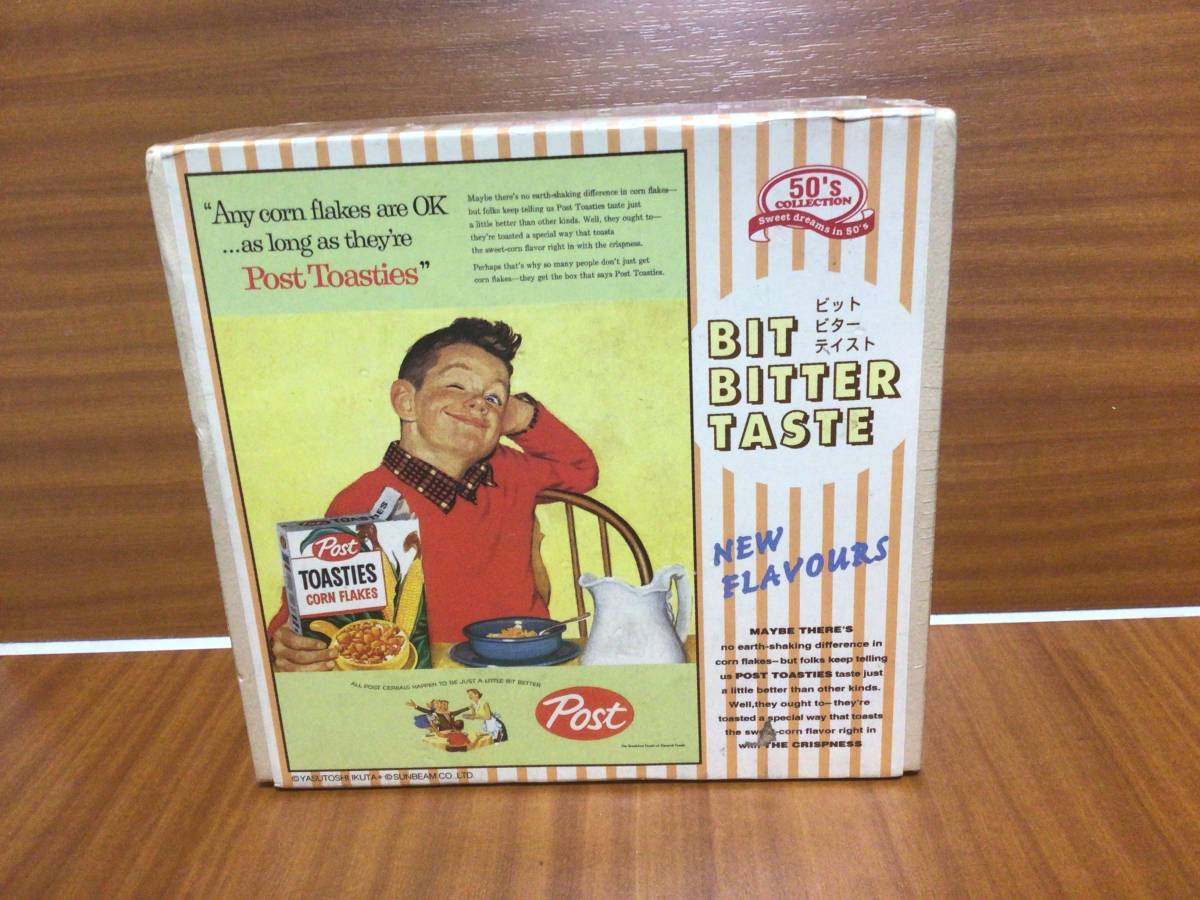 “Any corn flakes are OK
...as long as they're
Post Toasties”
Maybe there's no earth-shaking difference in corn flakes—
but folks keep telling us Post Toasties taste just
a little better than other kinds. Well, they ought to—
they're toasted a special way that toasts
the sweet-corn flavor right in with the crispness.
Perhaps that's why so many people don't just get
corn flakes—they get the box that says Post Toasties.
Post
TOASTIES
CORN FLAKES
ALL POST CEREALS HAPPEN TO BE JUST A LITTLE BIT BETTER
Post
©YASUTOSHI IKUTA • ©SUNBEAM CO.,LTD.
50's
COLLECTION
Sweet dreams in 50's
ビット
ビター
テイスト
BIT
BITTER
TASTE
NEW
FLAVOURS
MAYBE THERE'S
no earth-shaking difference in
corn flakes—but folks keep telling
us POST TOASTIES taste just
a little better than other kinds.
Well,they ought to—they're
toasted a special way that toasts
the sweet-corn flavor right in
with THE CRISPNESS